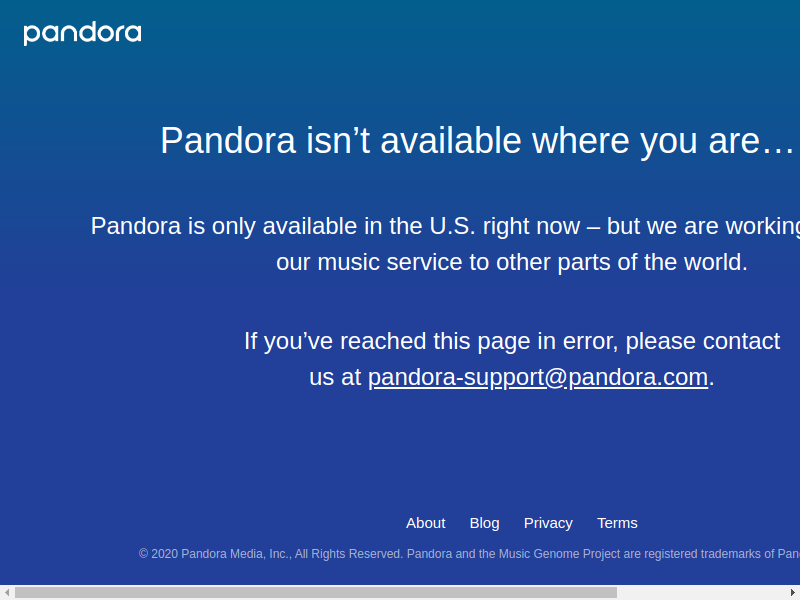 pandora
Pandora isn’t available where you are…
Pandora is only available in the U.S. right now – but we are working
our music service to other parts of the world.
If you’ve reached this page in error, please contact
us at pandora-support@pandora.com.
About Blog Privacy Terms
© 2020 Pandora Media, Inc., All Rights Reserved. Pandora and the Music Genome Project are registered trademarks of